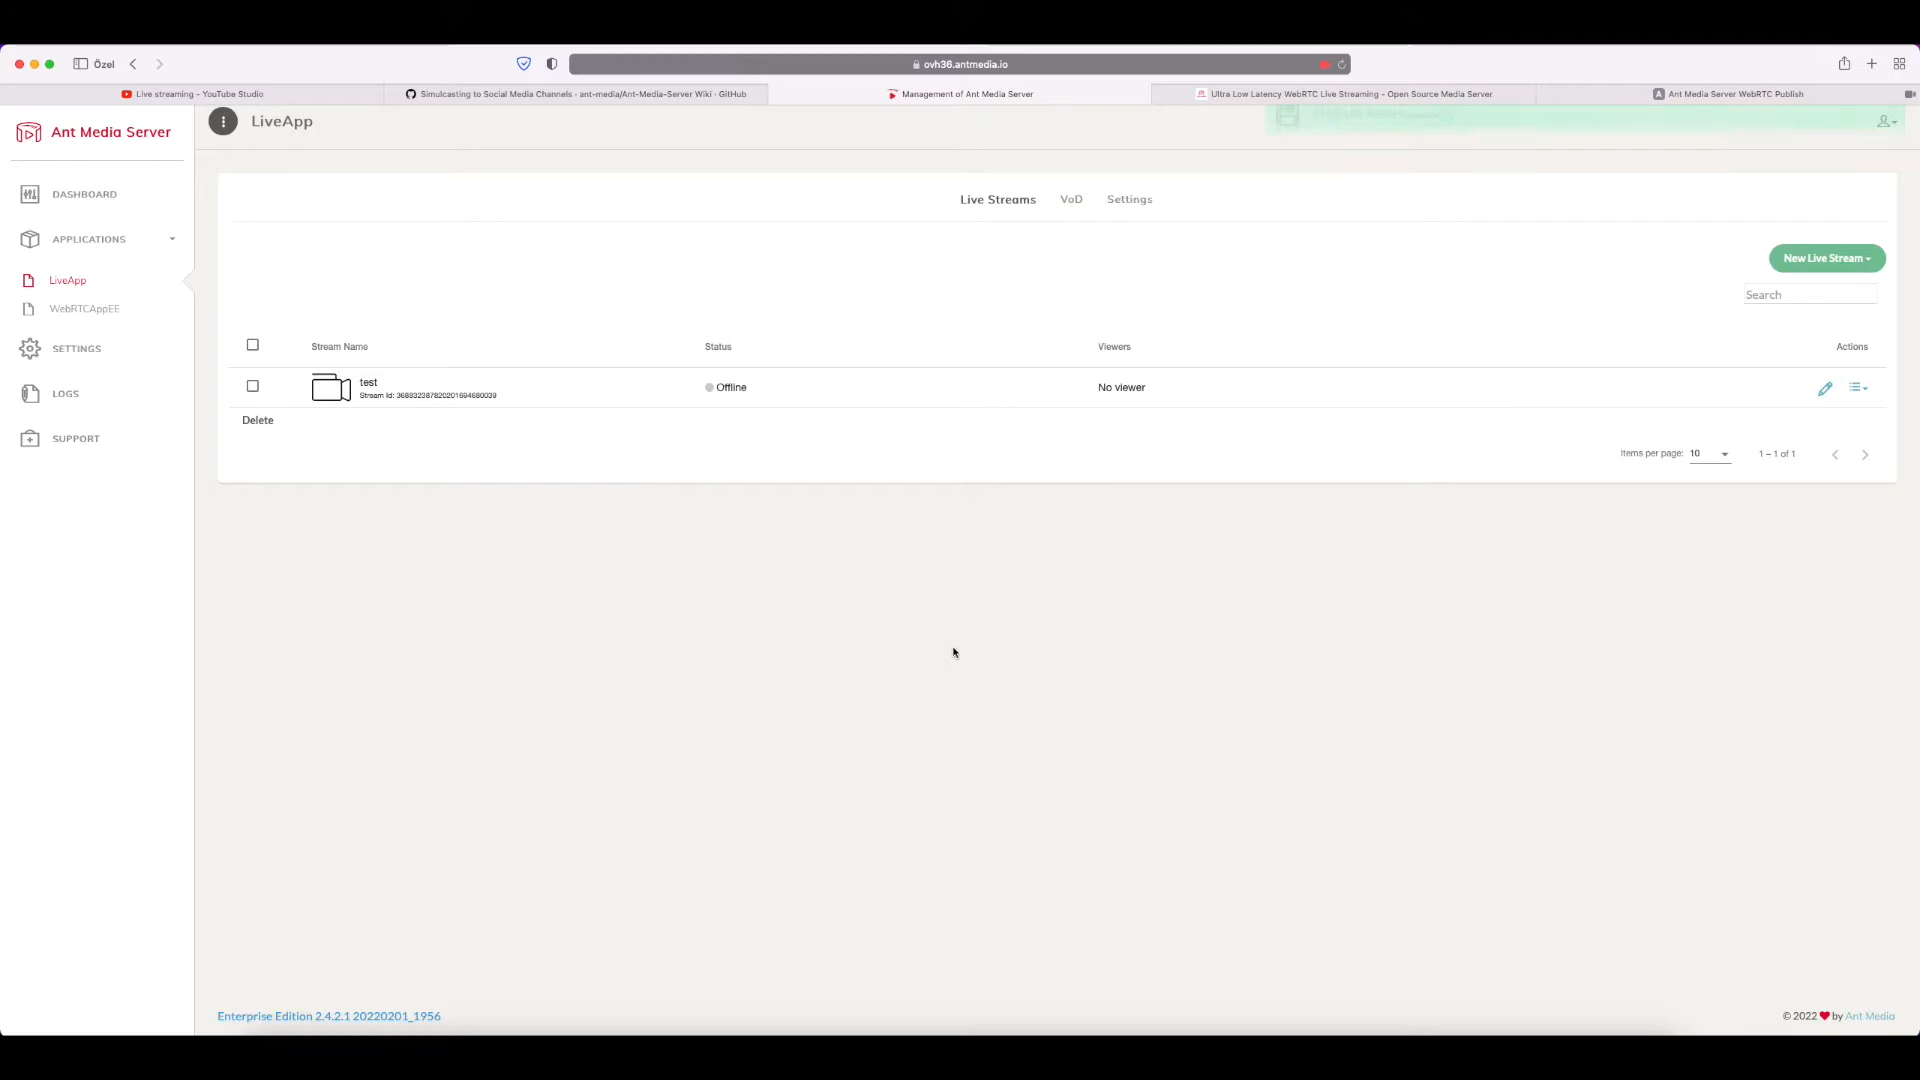 Özel
ovh36.antmedia.io
Live streaming - YouTube Studio
Simulcasting to Social Media Channels · ant-media/Ant-Media-Server Wiki · GitHub
Management of Ant Media Server
Ultra Low Latency WebRTC Live Streaming - Open Source Media Server
A Ant Media Server WebRTC Publish
Ant Media Server
LiveApp
DASHBOARD
APPLICATIONS
LiveApp
WebRTCAppEE
SETTINGS
LOGS
SUPPORT
Live Streams VoD Settings
New Live Stream
Search
Stream Name Status Viewers Actions
test
Stream Id: 368832387820201694680039
Offline
No viewer
Delete
Items per page: 10 1 – 1 of 1
Enterprise Edition 2.4.2.1 20220201_1956
© 2022 ❤ by Ant Media